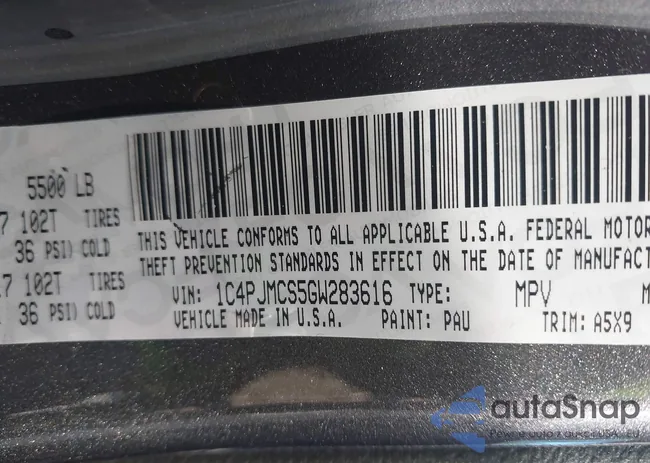 5500 LB
7 102T TIRES
36 PSI) COLD
.7 102T TIRES
36 PSI) COLD
THIS VEHICLE CONFORMS TO ALL APPLICABLE U.S.A. FEDERAL MOTOR
THEFT PREVENTION STANDARDS IN EFFECT ON THE DATE OF MANUFACT
VIN: 1C4PJMCS5GW283616 TYPE: MPV M
VEHICLE MADE IN U.S.A. PAINT: PAU TRIM: A5X9
autaSnap